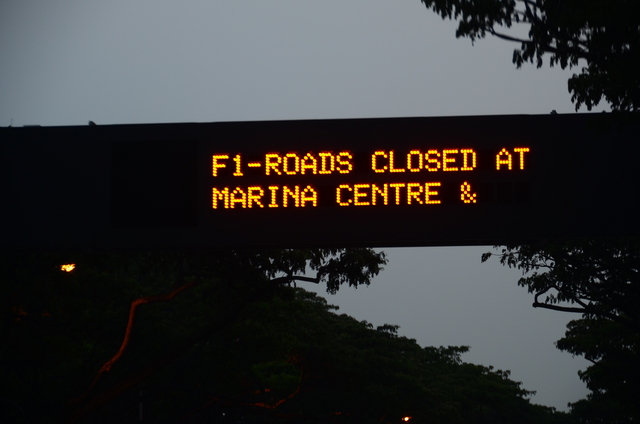 F1-ROADS CLOSED AT
MARINA CENTRE &